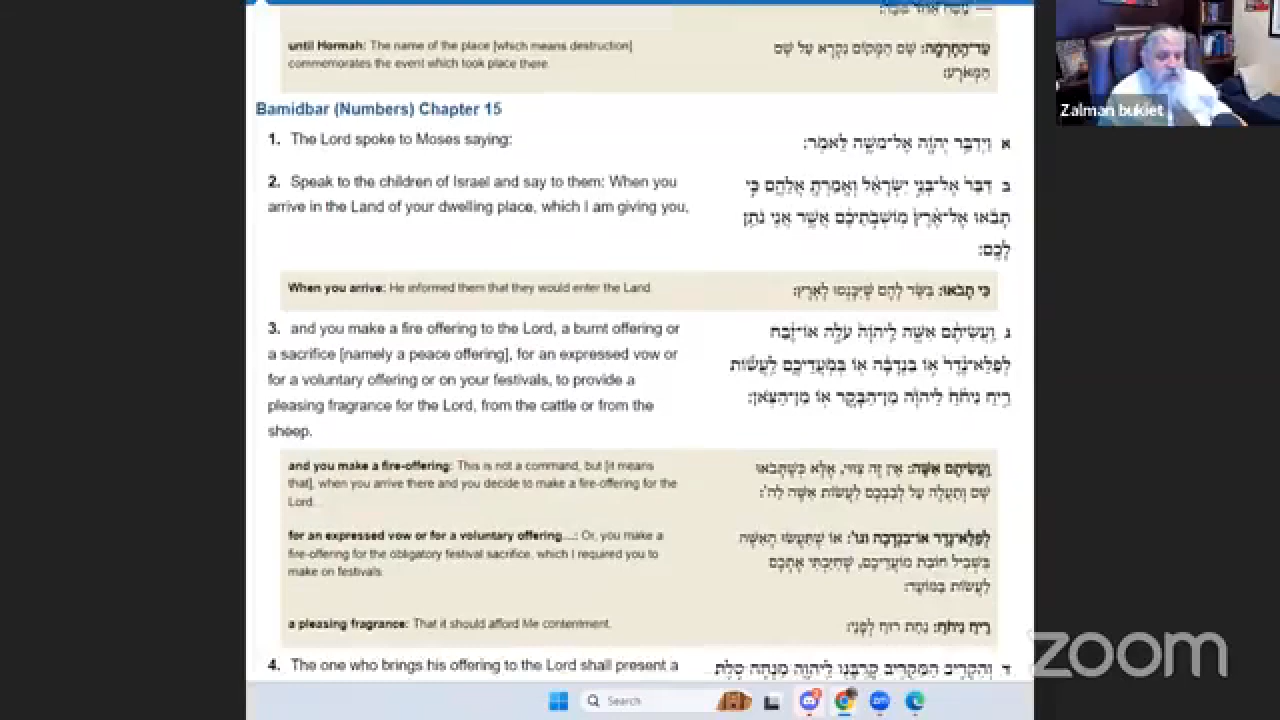 until Hormah: The name of the place [which means destruction]
commemorates the event which took place there.
עַד־הַחָרְמָה: שֵׁם הַמָּקוֹם נִקְרָא עַל שֵׁם
הַמְּאֹרָע:
Bamidbar (Numbers) Chapter 15
1. The Lord spoke to Moses saying:
א וַיְדַבֵּר יְהֹוָה אֶל־מֹשֶׁה לֵּאמֹר:
2. Speak to the children of Israel and say to them: When you
arrive in the Land of your dwelling place, which I am giving you,
ב דַּבֵּר אֶל־בְּנֵי יִשְׂרָאֵל וְאָמַרְתָּ אֲלֵהֶם כִּי
תָבֹאוּ אֶל־אֶרֶץ מוֹשְׁבֹתֵיכֶם אֲשֶׁר אֲנִי נֹתֵן
לָכֶם:
When you arrive: He informed them that they would enter the Land.
כִּי תָבֹאוּ: בִּשֵּׂר לָהֶם שֶׁיִּכָּנְסוּ לָאָרֶץ:
3. and you make a fire offering to the Lord, a burnt offering or
a sacrifice [namely a peace offering], for an expressed vow or
for a voluntary offering or on your festivals, to provide a
pleasing fragrance for the Lord, from the cattle or from the
sheep.
ג וַעֲשִׂיתֶם אִשֶּׁה לַיהוָֹה עֹלָה אוֹ־זֶבַח
לְפַלֵּא־נֶדֶר אוֹ בִנְדָבָה אוֹ בְּמֹעֲדֵיכֶם לַעֲשׂוֹת
רֵיחַ נִיחֹחַ לַיהוָֹה מִן־הַבָּקָר אוֹ מִן־הַצֹּאן:
and you make a fire-offering: This is not a command, but [it means
that], when you arrive there and you decide to make a fire-offering for the
Lord.
וַעֲשִׂיתֶם אִשֶּׁה: אֵין זֶה צִוּוּי, אֶלָּא כְּשֶׁתָּבֹאוּ
שָׁם וְתַעֲלֶה עַל לְבַבְכֶם לַעֲשׂוֹת אִשֶּׁה לַה':
for an expressed vow or for a voluntary offering…: Or, you make a
fire-offering for the obligatory festival sacrifice, which I required you to
make on festivals.
לְפַלֵּא־נֶדֶר אוֹ־בִנְדָבָה וגו': אוֹ שֶׁתַּעֲשׂוּ הָאִשֶּׁה
בִּשְׁבִיל חוֹבַת מוֹעֲדֵיכֶם, שֶׁחִיַּבְתִּי אֶתְכֶם
לַעֲשׂוֹת בַּמּוֹעֵד:
a pleasing fragrance: That it should afford Me contentment.
רֵיחַ נִיחֹחַ: נַחַת רוּחַ לְפָנַי:
4. The one who brings his offering to the Lord shall present a
ד וְהִקְרִיב הַמַּקְרִיב קָרְבָּנוֹ לַיהוָֹה מִנְחָה סֹלֶת
Zalman bukiet
zoom
Search